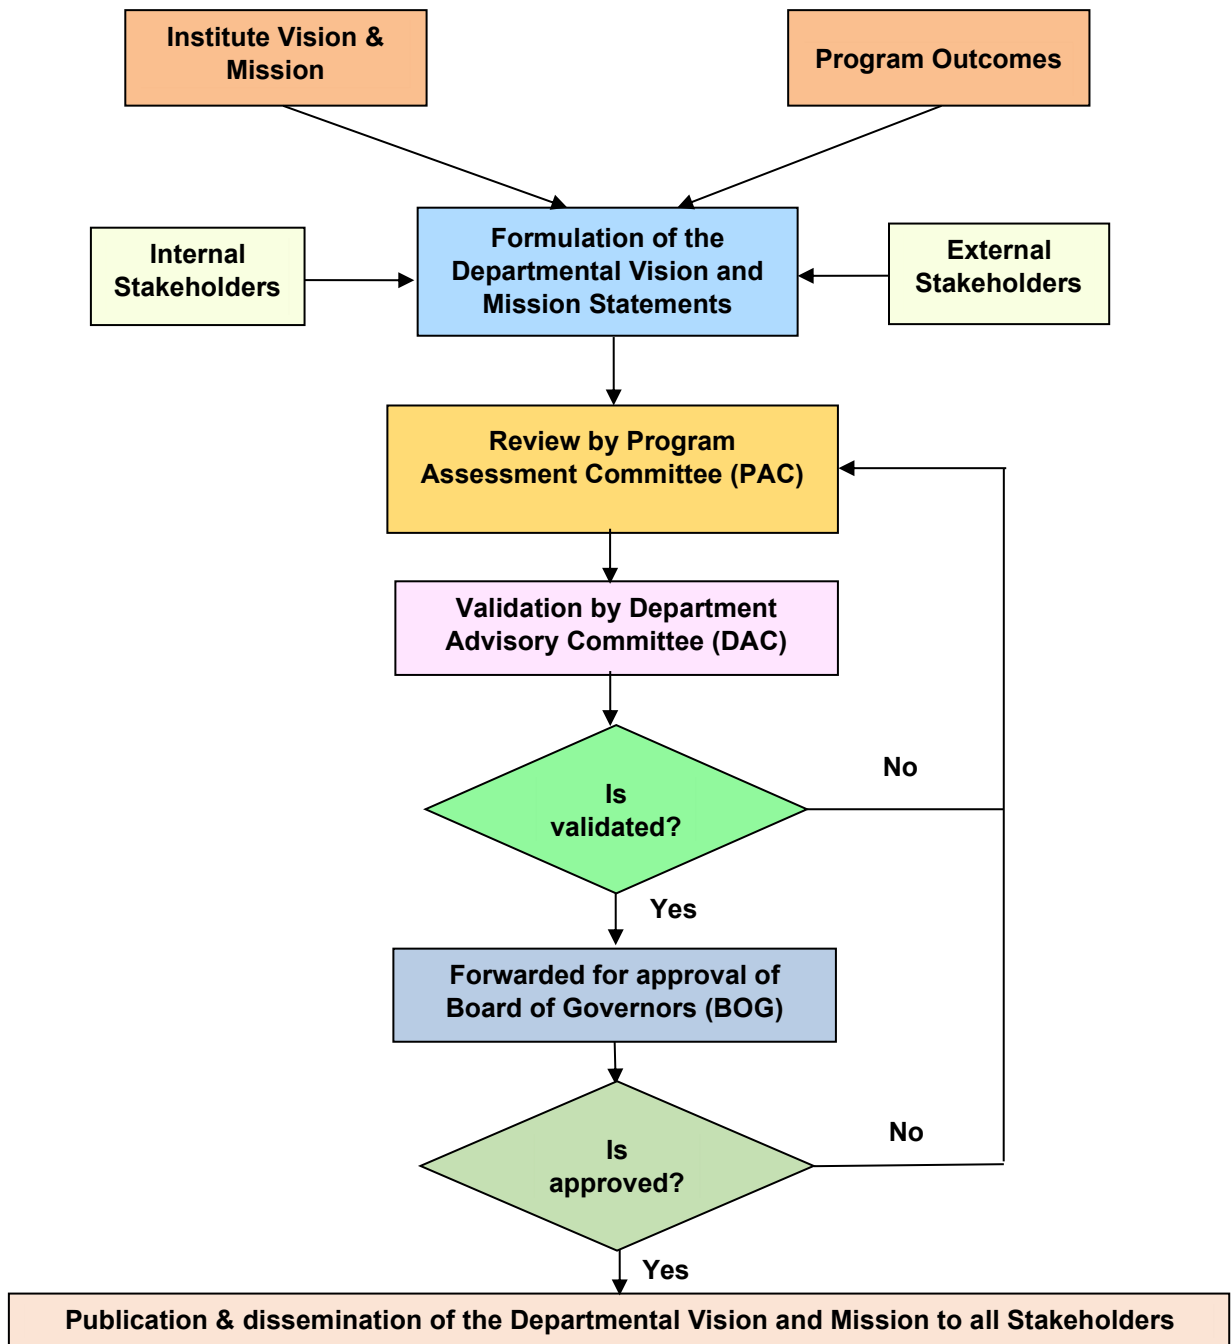 Institute Vision &
Mission
Program Outcomes
Internal
Stakeholders
Formulation of the
Departmental Vision and
Mission Statements
External
Stakeholders
Review by Program
Assessment Committee (PAC)
Validation by Department
Advisory Committee (DAC)
Is
validated?
No
Yes
Forwarded for approval of
Board of Governors (BOG)
Is
approved?
No
Yes
Publication & dissemination of the Departmental Vision and Mission to all Stakeholders